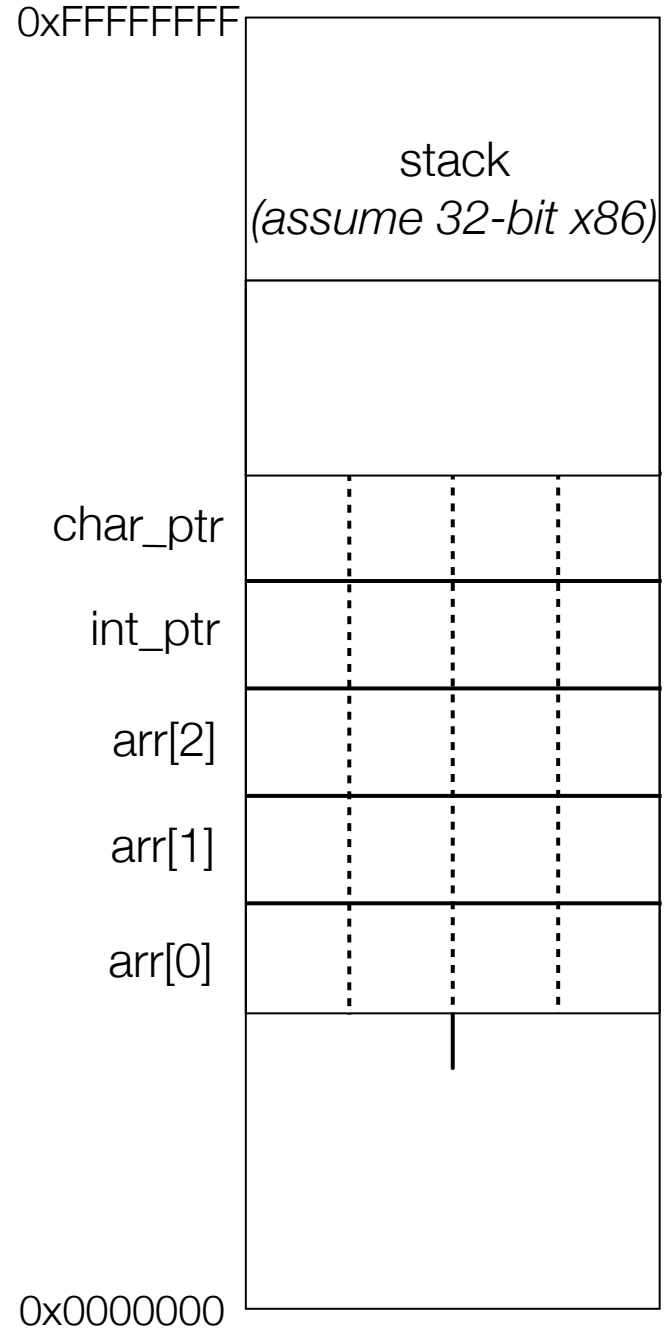 0xFFFFFFFF
stack
(assume 32-bit x86)
char_ptr
int_ptr
arr[2]
arr[1]
arr[0]
0x0000000